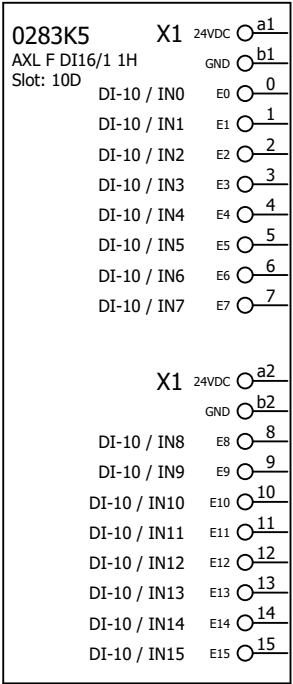 0283K5 X1 24VDC a1
AXL F DI16/1 1H GND b1
Slot: 10D
DI-10 / IN0 E0 0
DI-10 / IN1 E1 1
DI-10 / IN2 E2 2
DI-10 / IN3 E3 3
DI-10 / IN4 E4 4
DI-10 / IN5 E5 5
DI-10 / IN6 E6 6
DI-10 / IN7 E7 7
X1 24VDC a2
GND b2
DI-10 / IN8 E8 8
DI-10 / IN9 E9 9
DI-10 / IN10 E10 10
DI-10 / IN11 E11 11
DI-10 / IN12 E12 12
DI-10 / IN13 E13 13
DI-10 / IN14 E14 14
DI-10 / IN15 E15 15